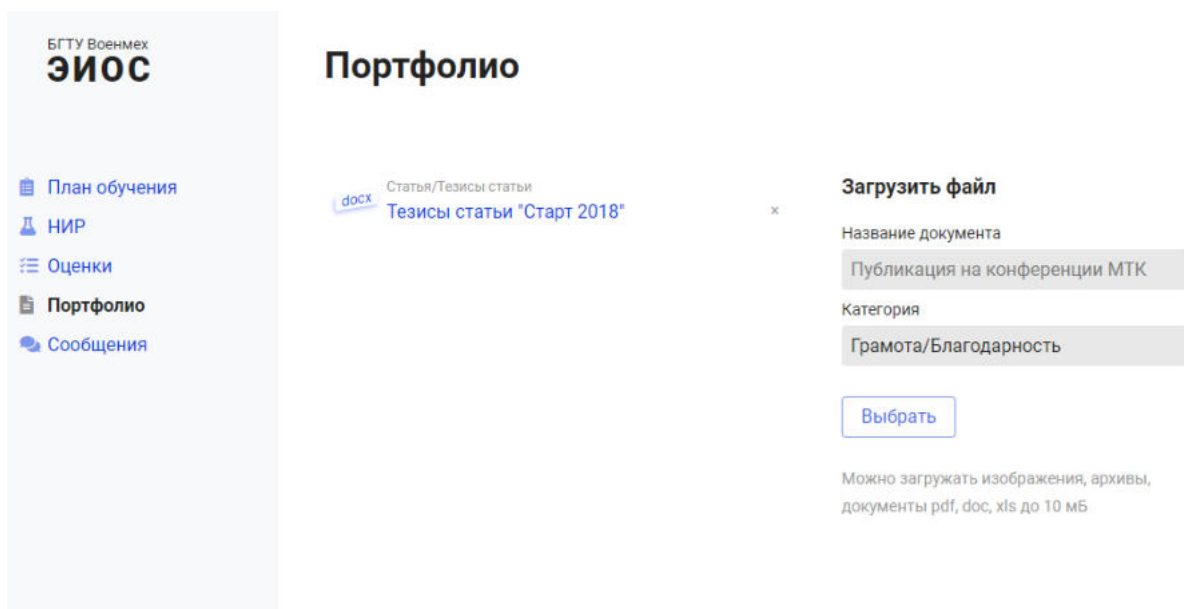 БГТУ Военмех
ЭИОС
План обучения
НИР
Оценки
Портфолио
Сообщения
Портфолио
docx
Статья/Тезисы статьи
Тезисы статьи "Старт 2018"
×
Загрузить файл
Название документа
Публикация на конференции МТК
Категория
Грамота/Благодарность
Выбрать
Можно загружать изображения, архивы,
документы pdf, doc, xls до 10 мБ